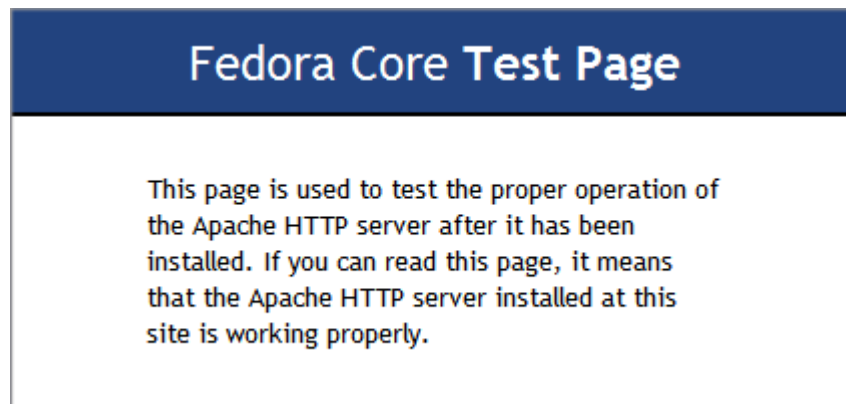 Fedora Core Test Page
This page is used to test the proper operation of
the Apache HTTP server after it has been
installed. If you can read this page, it means
that the Apache HTTP server installed at this
site is working properly.